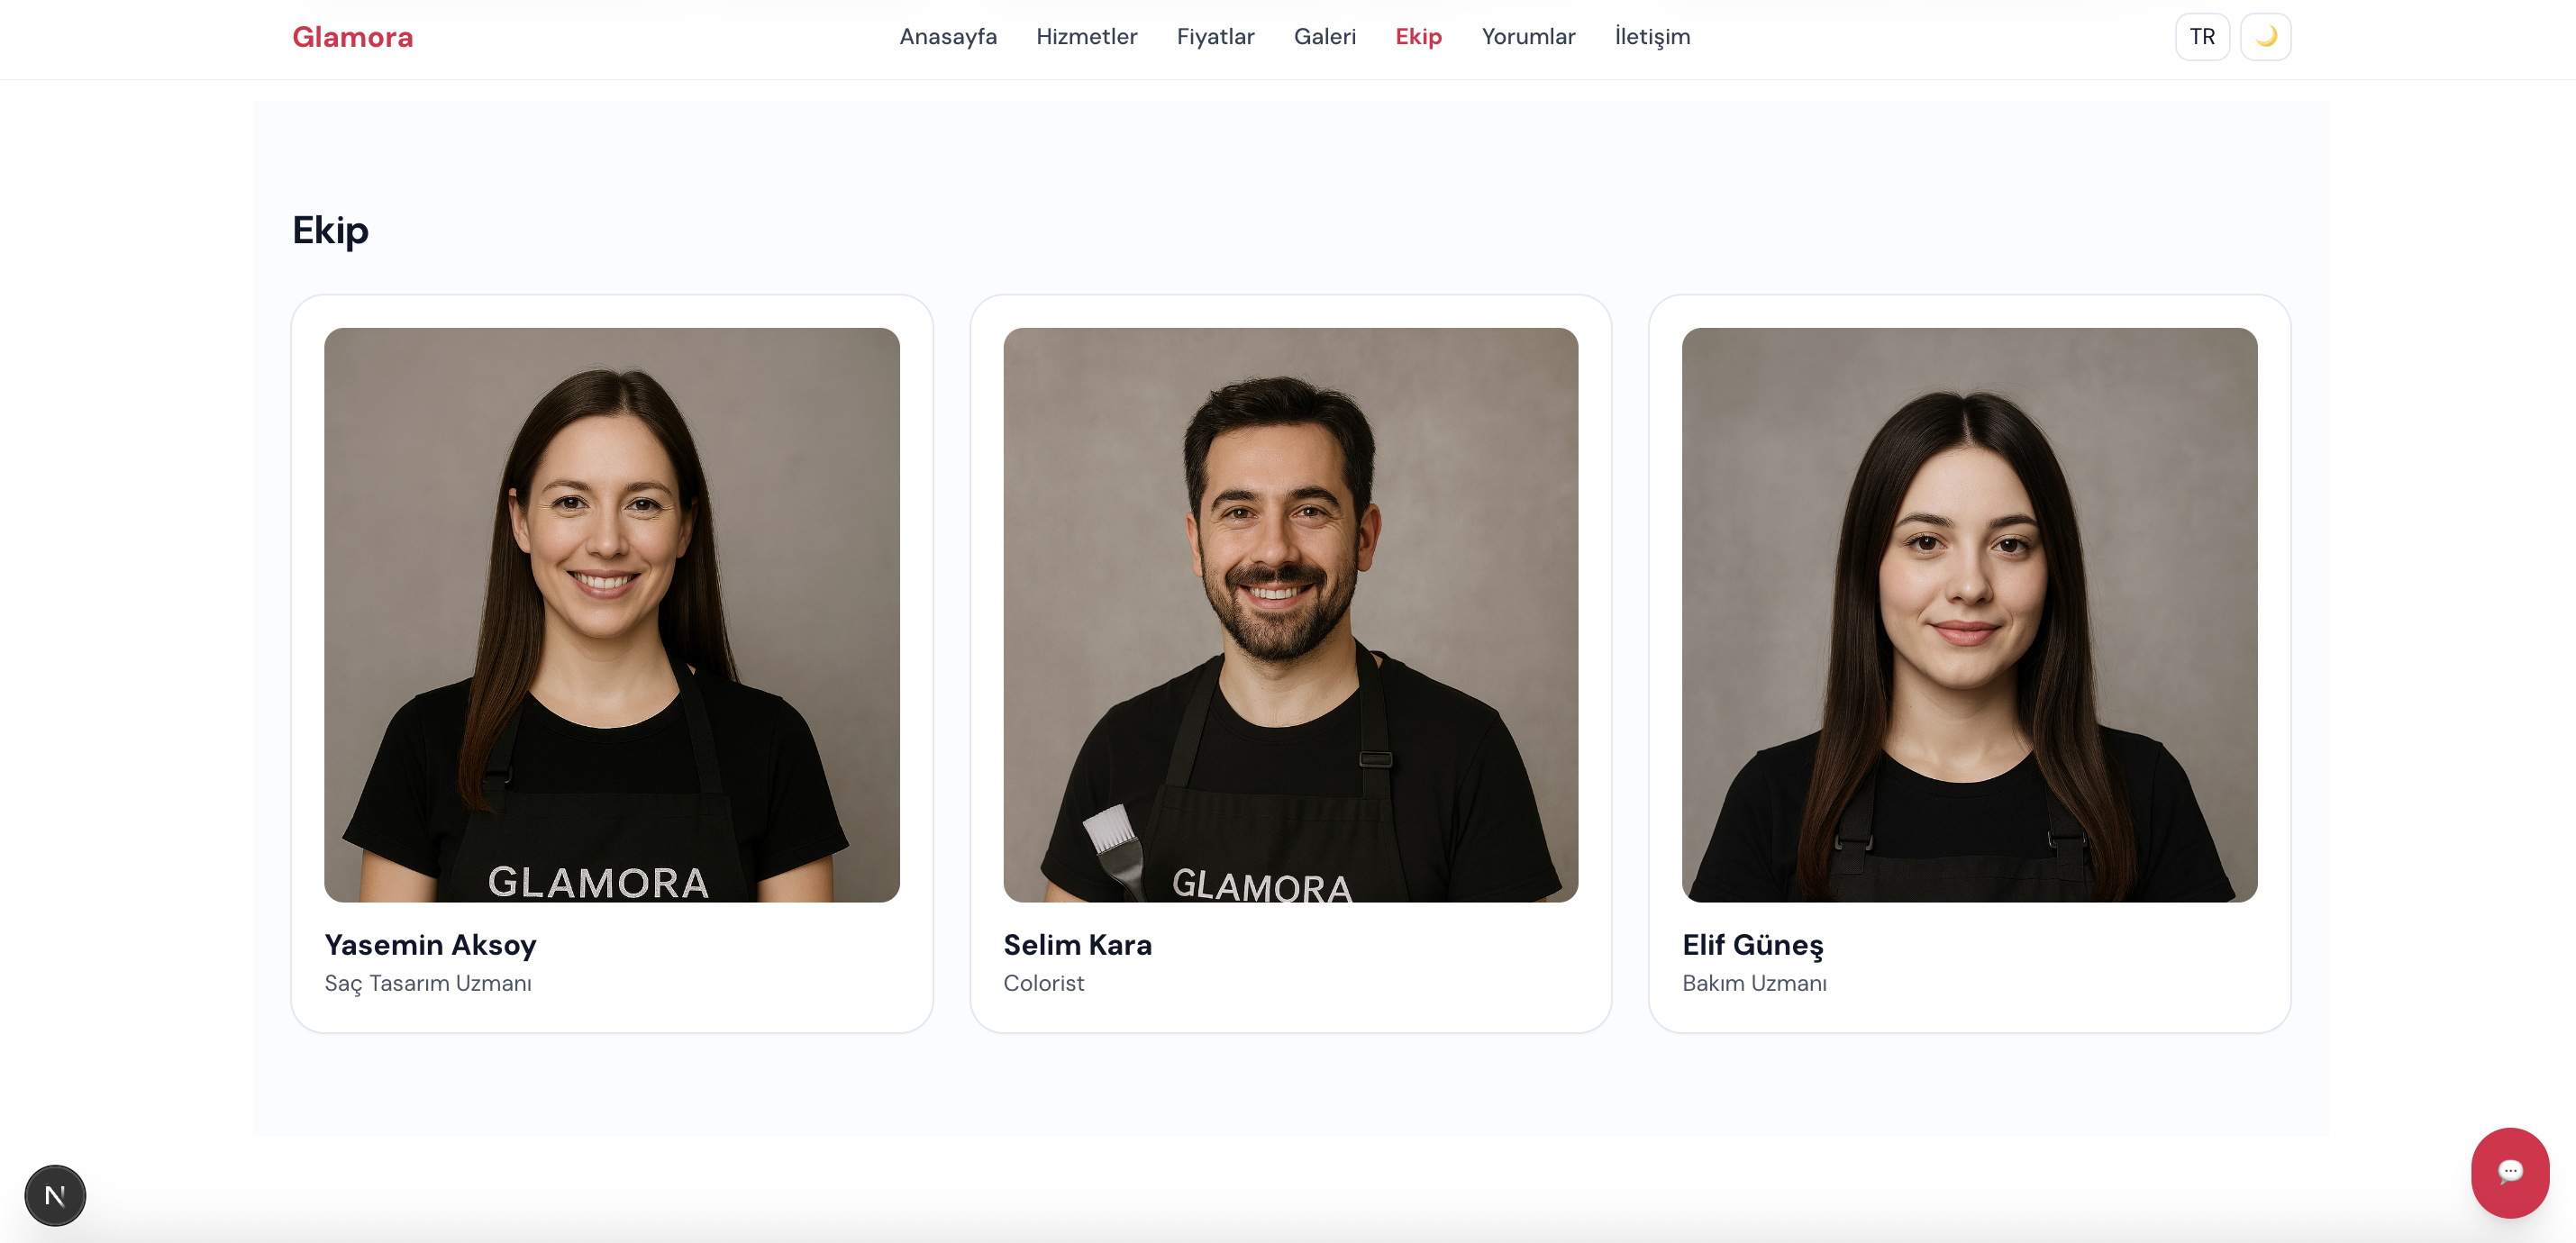 Glamora
Anasayfa Hizmetler Fiyatlar Galeri Ekip Yorumlar İletişim
TR
Ekip
GLAMORA
GLAMORA
Yasemin Aksoy
Saç Tasarım Uzmanı
Selim Kara
Colorist
Elif Güneş
Bakım Uzmanı
N